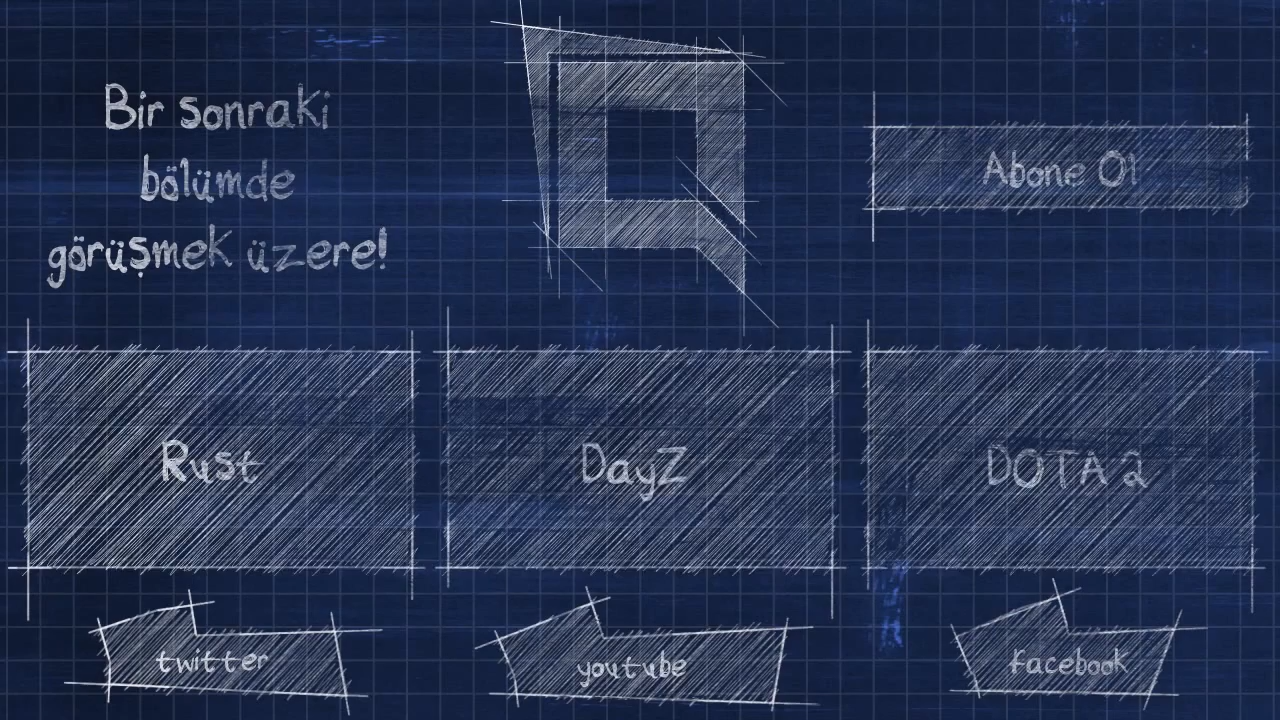 Bir sonraki
bölümde
görüşmek üzere!
Abone Ol
Rust
DayZ
DOTA 2
twitter
youtube
facebook